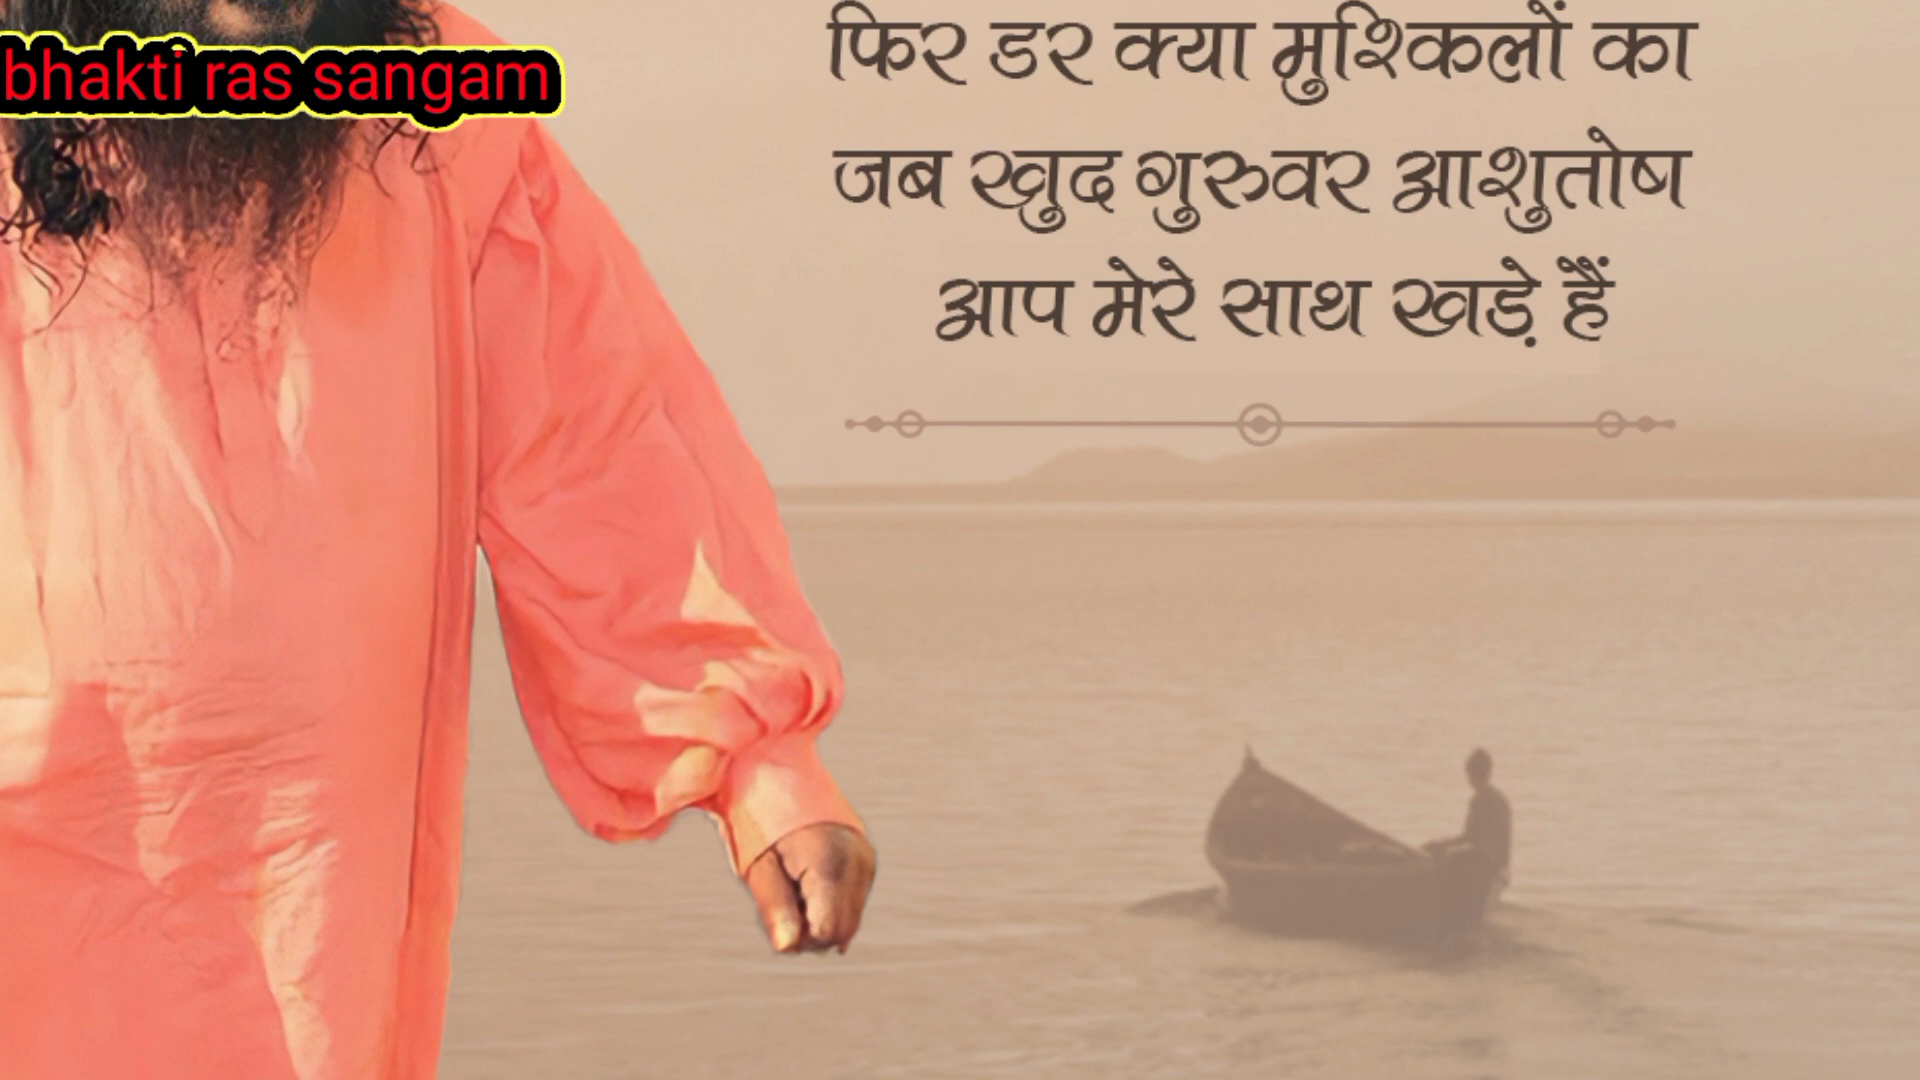 bhakti ras sangam
फिर डर क्या मुश्किलों का
जब खुद गुरुवर आशुतोष
आप मेरे साथ खड़े हैं